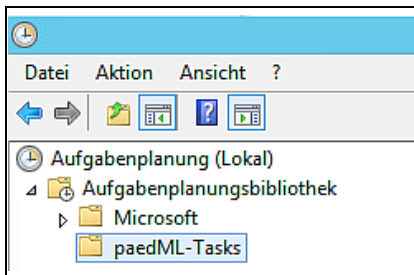 Datei Aktion Ansicht ?
Aufgabenplanung (Lokal)
Aufgabenplanungsbibliothek
Microsoft
paedML-Tasks